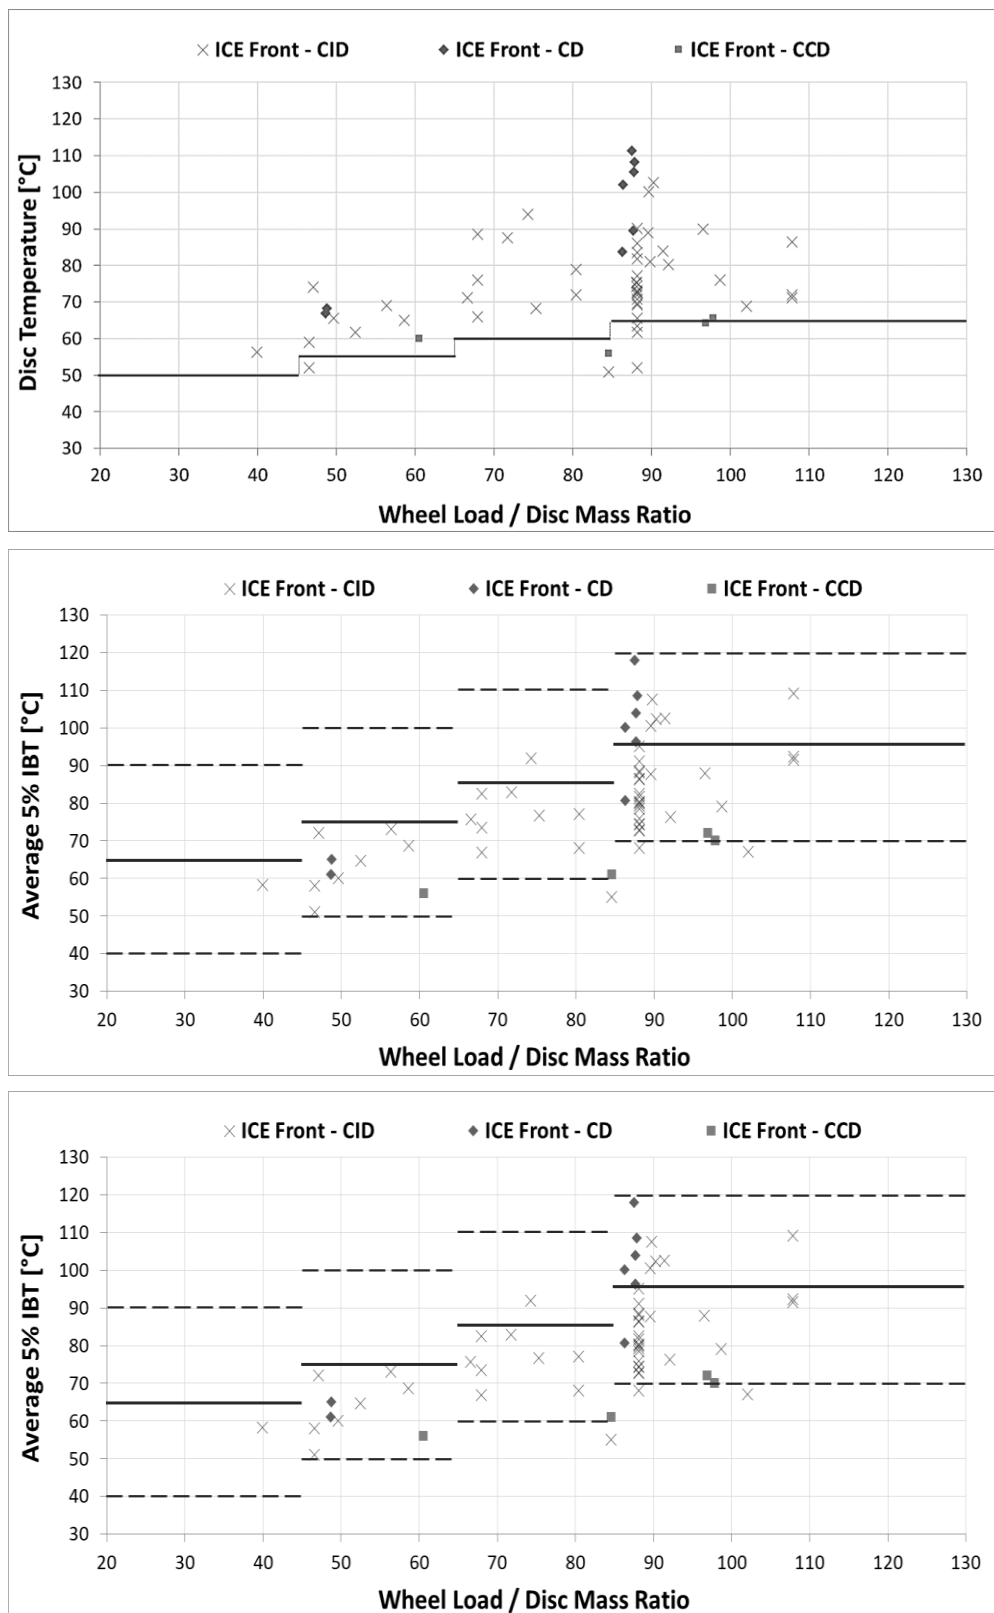 ICE Front - CID ICE Front - CD ICE Front - CCD
130
120
110
100
90
80
70
60
50
40
30
Disc Temperature [°C]
20 30 40 50 60 70 80 90 100 110 120 130
Wheel Load / Disc Mass Ratio
ICE Front - CID ICE Front - CD ICE Front - CCD
130
120
110
100
90
80
70
60
50
40
30
Average 5% IBT [°C]
20 30 40 50 60 70 80 90 100 110 120 130
Wheel Load / Disc Mass Ratio
ICE Front - CID ICE Front - CD ICE Front - CCD
130
120
110
100
90
80
70
60
50
40
30
Average 5% IBT [°C]
20 30 40 50 60 70 80 90 100 110 120 130
Wheel Load / Disc Mass Ratio